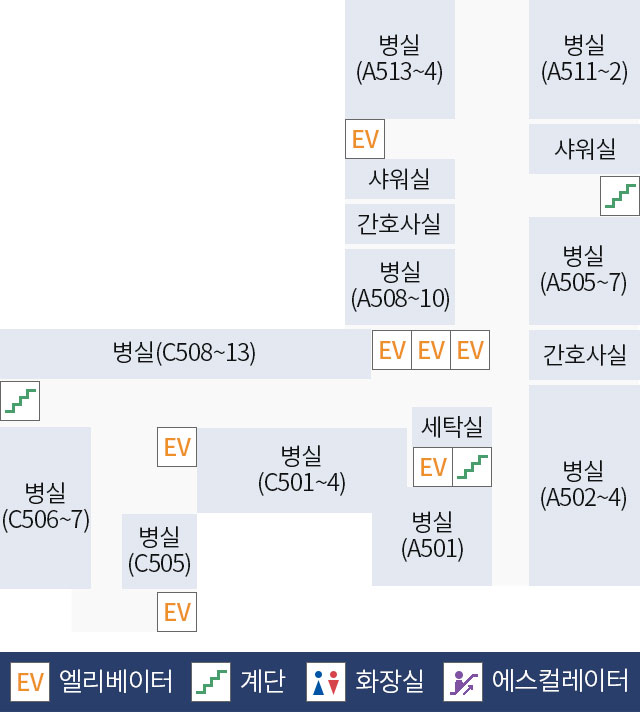 병실
(A513~4)
병실
(A511~2)
EV
샤워실
샤워실
간호사실
병실
(A505~7)
병실
(A508~10)
병실(C508~13)
EV EV EV
간호사실
세탁실
EV
병실
(C501~4)
EV
병실
(A502~4)
병실
(C506~7)
병실
(C505)
병실
(A501)
EV
EV 엘리베이터 계단 화장실 에스컬레이터